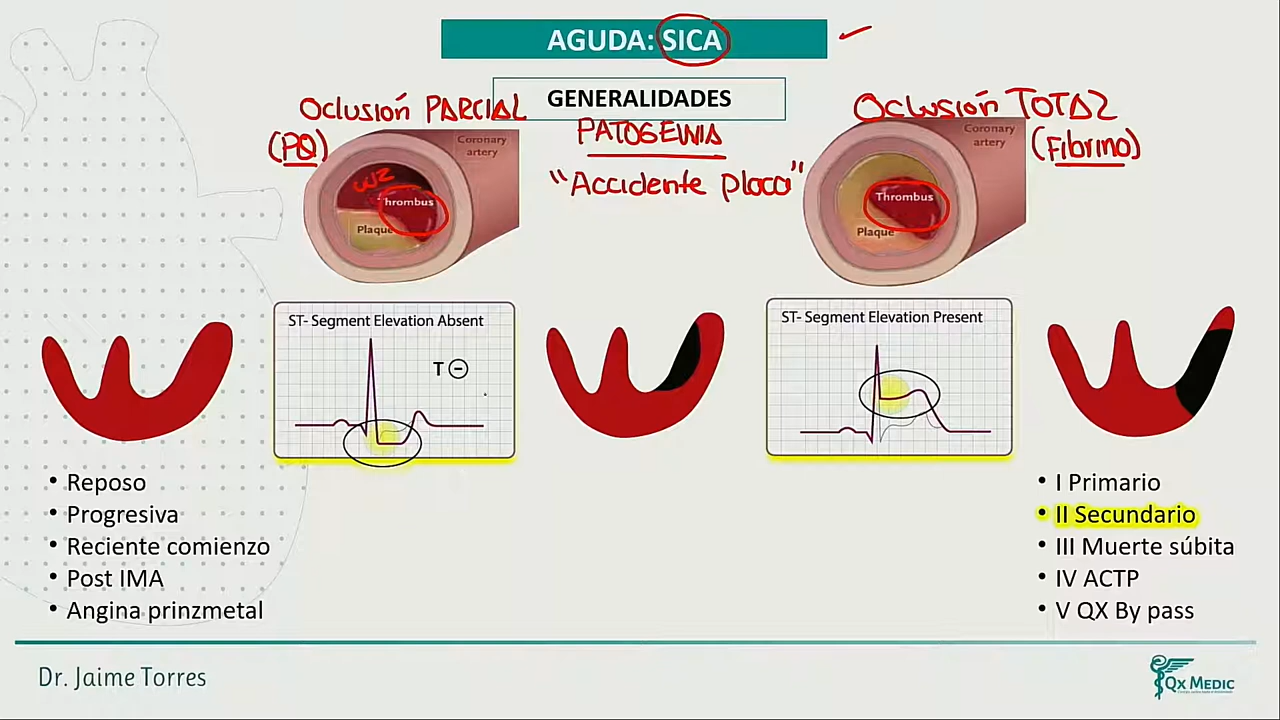 AGUDA: SICA
GENERALIDADES
Oclusión PARCIAL
(PQ)
Coronary
artery
Thrombus
Plaque
PATOGENIA
"Accidente placa"
Oclusión TOTAL
(Fibrino)
Coronary
artery
Thrombus
Plaque
ST- Segment Elevation Absent
T
ST- Segment Elevation Present
• Reposo
• Progresiva
• Reciente comienzo
• Post IMA
• Angina prinzmetal
• I Primario
• II Secundario
• III Muerte súbita
• IV ACTP
• V QX By pass
Dr. Jaime Torres
QX MEDIC